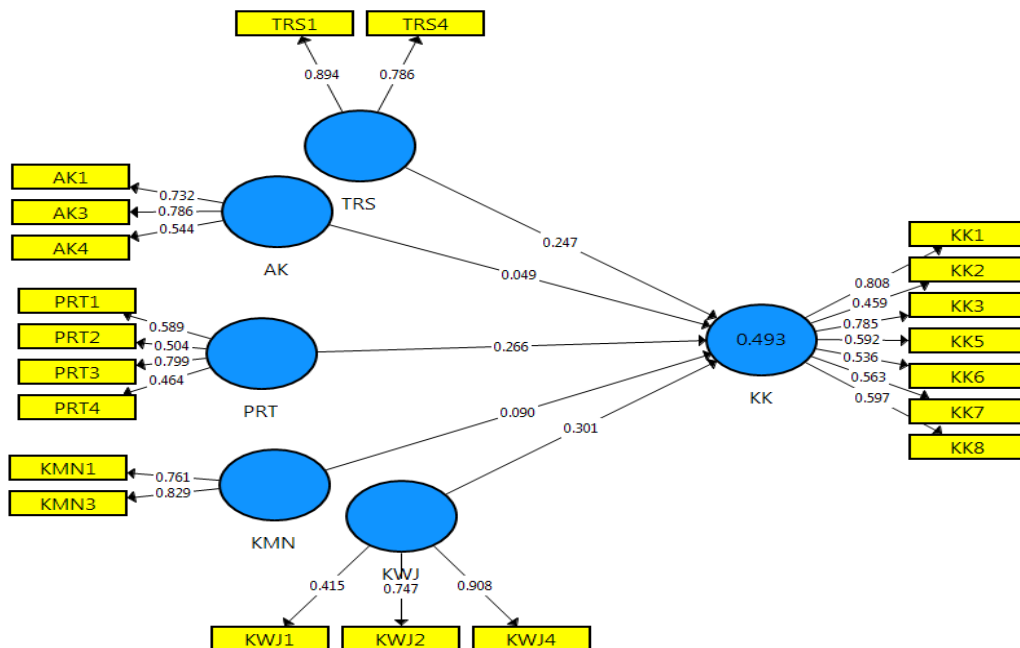 TRS1
TRS4
0.894
0.786
TRS
AK1
AK3
AK4
0.732
0.786
0.544
AK
0.247
0.049
PRT1
PRT2
PRT3
PRT4
0.589
0.504
0.799
0.464
PRT
0.266
0.493
KK
KK1
KK2
KK3
KK5
KK6
KK7
KK8
0.808
0.459
0.785
0.592
0.536
0.563
0.597
0.090
0.301
KMN1
KMN3
0.761
0.829
KMN
KWJ
0.415
0.747
0.908
KWJ1
KWJ2
KWJ4